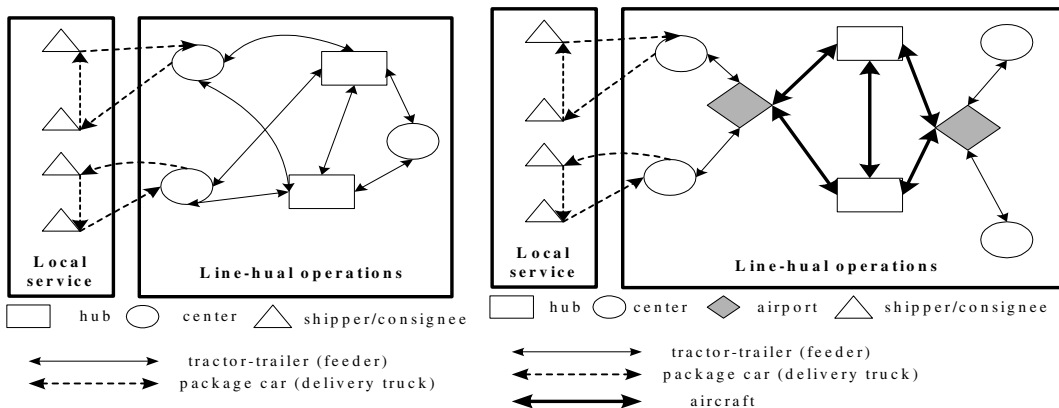 Local
service
Line-hual operations
hub
center
shipper/consignee
tractor-trailer (feeder)
package car (delivery truck)
Local
service
Line-hual operations
hub
center
airport
shipper/consignee
tractor-trailer (feeder)
package car (delivery truck)
aircraft